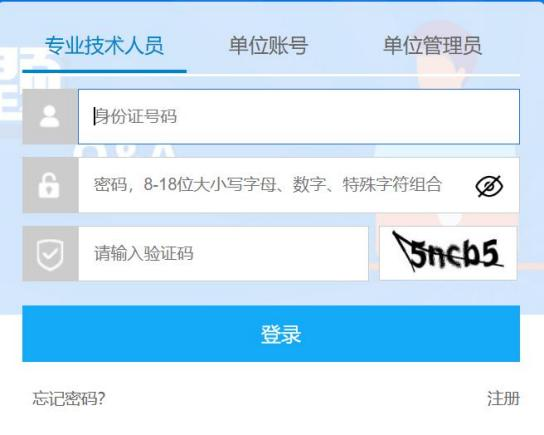 专业技术人员 单位账号 单位管理员
身份证号码
密码，8-18位大小写字母、数字、特殊字符组合
请输入验证码 5ncb5
登录
忘记密码? 注册